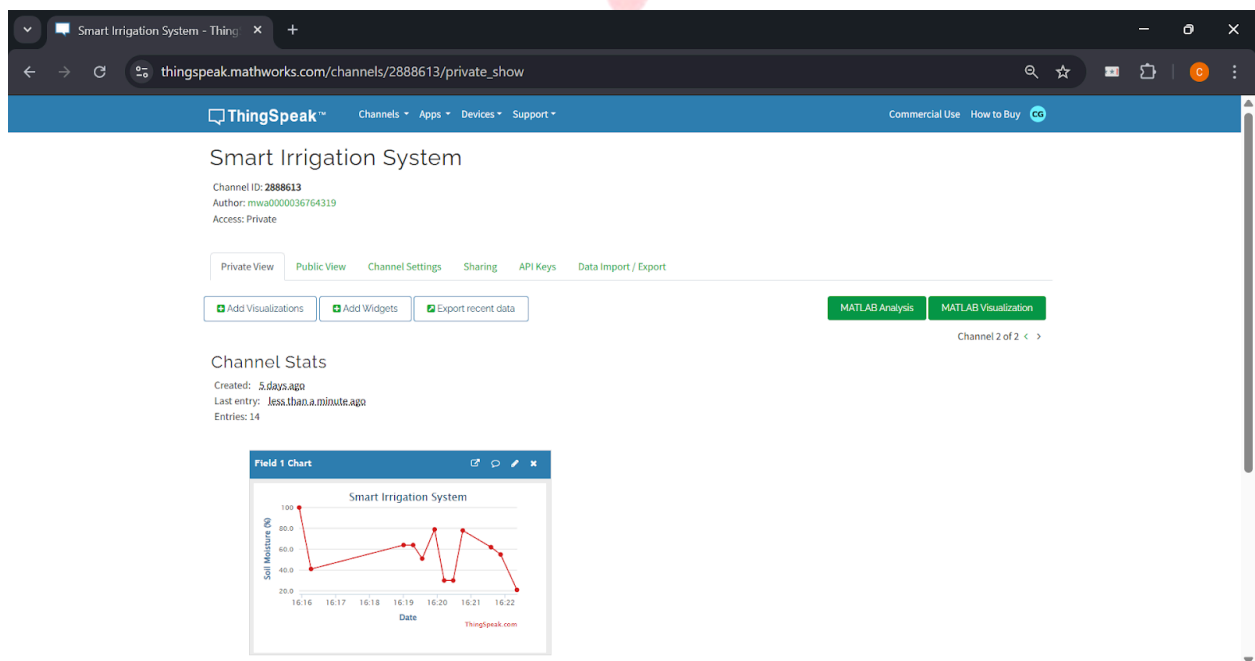 Smart Irrigation System - Thing
thingspeak.mathworks.com/channels/2888613/private_show
C
ThingSpeak™ Channels Apps Devices Support Commercial Use How to Buy CG
Smart Irrigation System
Channel ID: 2888613
Author: mwa0000036764319
Access: Private
Private View Public View Channel Settings Sharing API Keys Data Import / Export
Add Visualizations Add Widgets Export recent data MATLAB Analysis MATLAB Visualization
Channel 2 of 2 < >
Channel Stats
Created: 5 days ago
Last entry: less than a minute ago
Entries: 14
Field 1 Chart
Smart Irrigation System
100
80.0
60.0
40.0
20.0
Soil Moisture (%)
16:16 16:17 16:18 16:19 16:20 16:21 16:22
Date
ThingSpeak.com